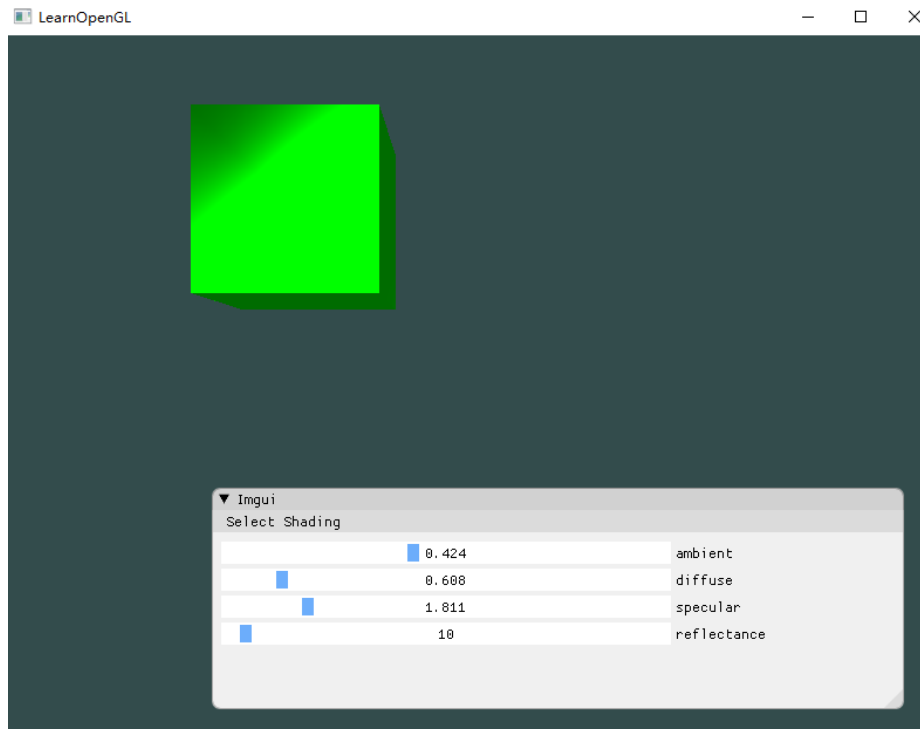 LearnOpenGL
Imgui
Select Shading
0.424 ambient
0.608 diffuse
1.811 specular
10 reflectance